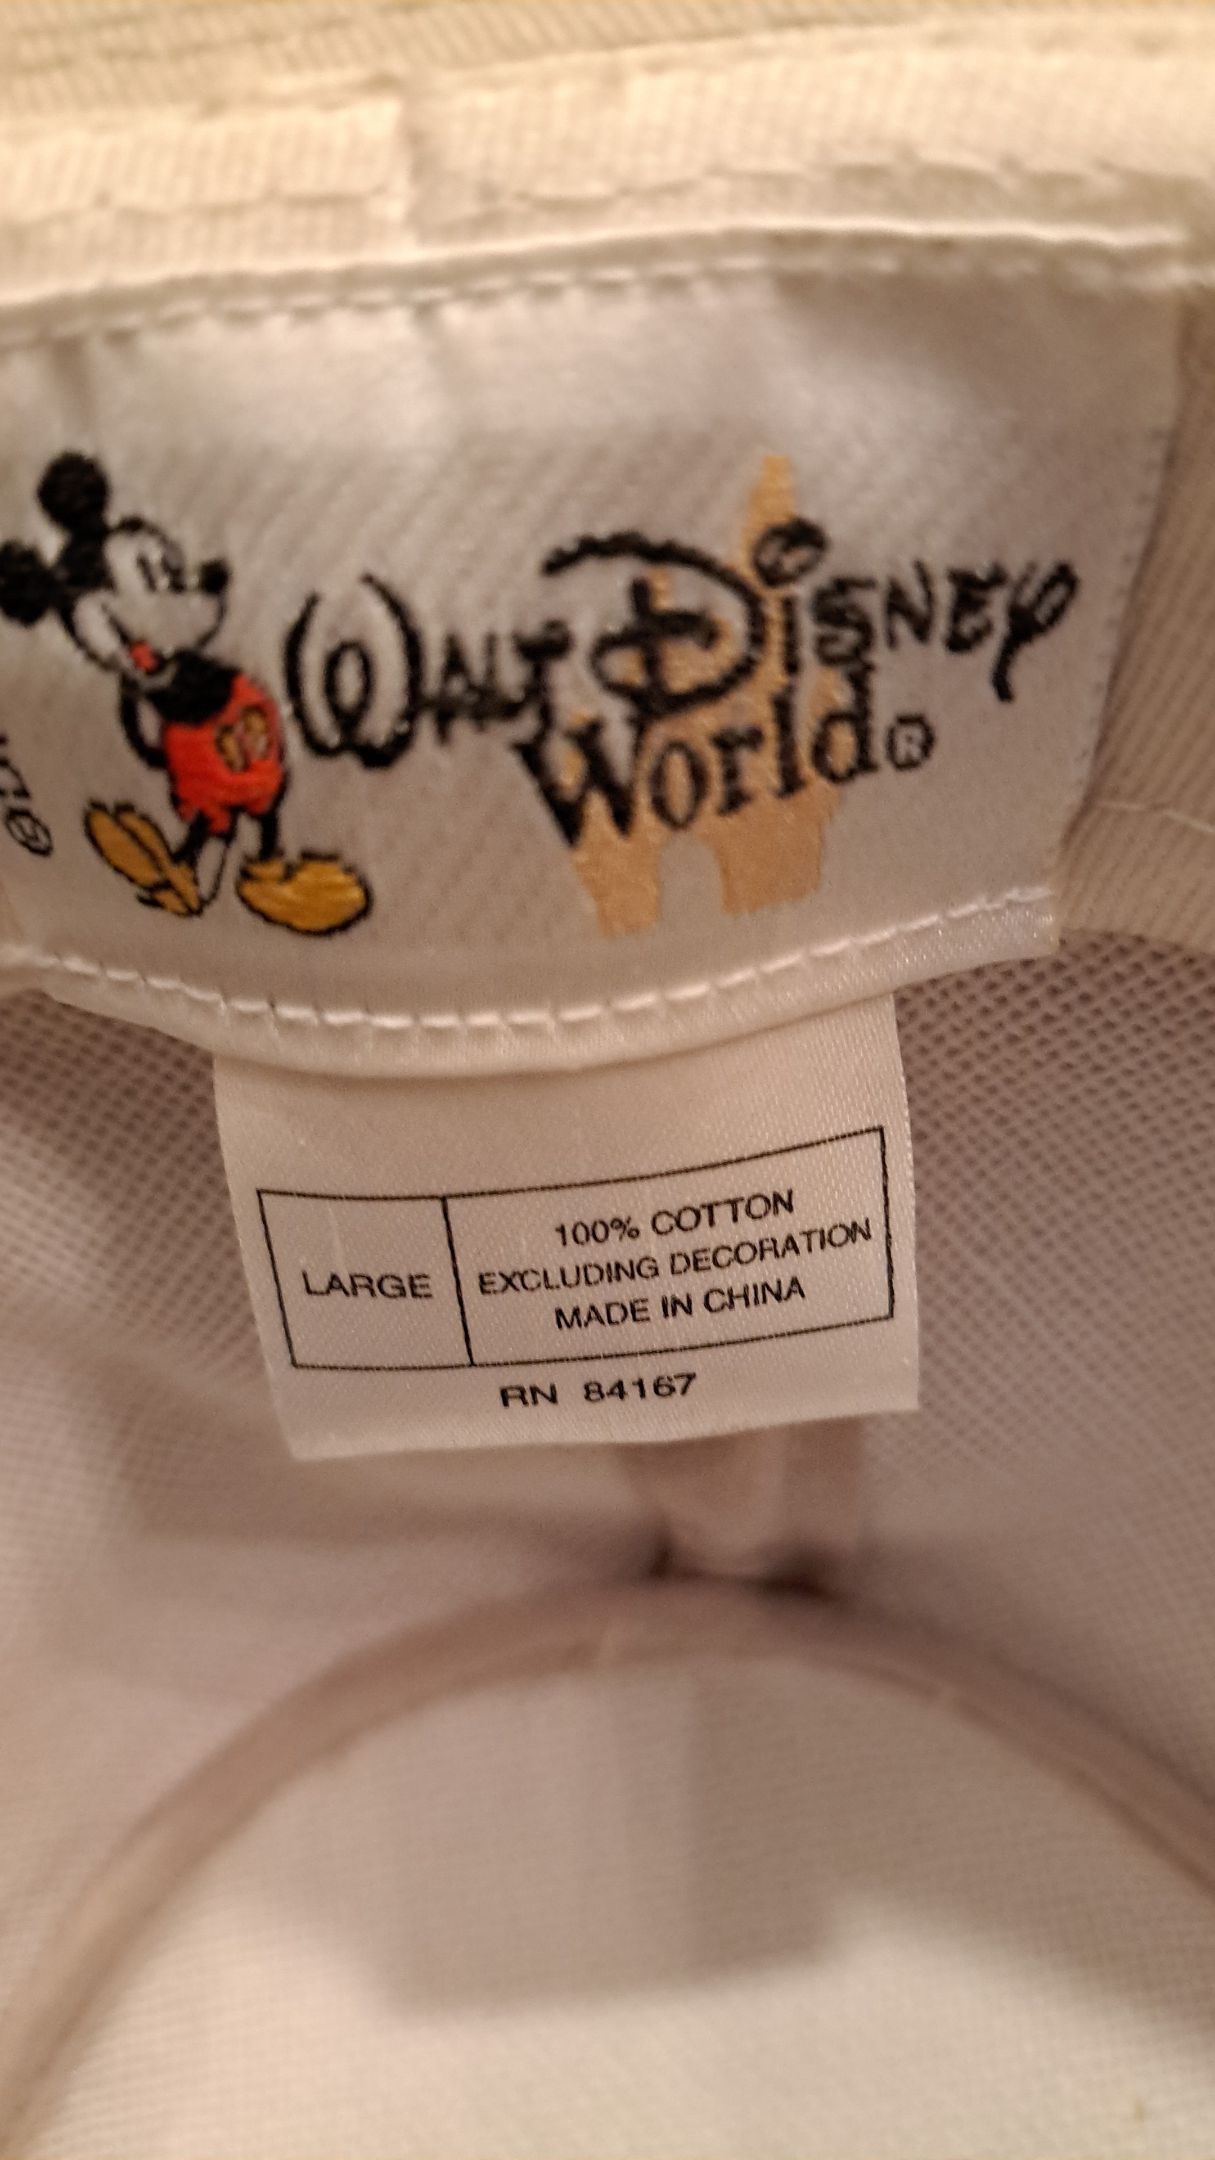 WALT DISNEY
World®
LARGE
100% COTTON
EXCLUDING DECORATION
MADE IN CHINA
RN 84167